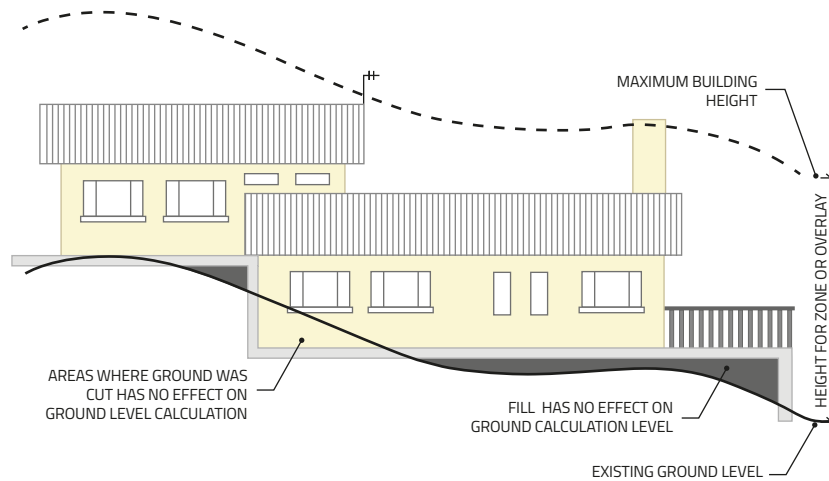 MAXIMUM BUILDING
HEIGHT
HEIGHT FOR ZONE OR OVERLAY
AREAS WHERE GROUND WAS
CUT HAS NO EFFECT ON
GROUND LEVEL CALCULATION
FILL HAS NO EFFECT ON
GROUND CALCULATION LEVEL
EXISTING GROUND LEVEL